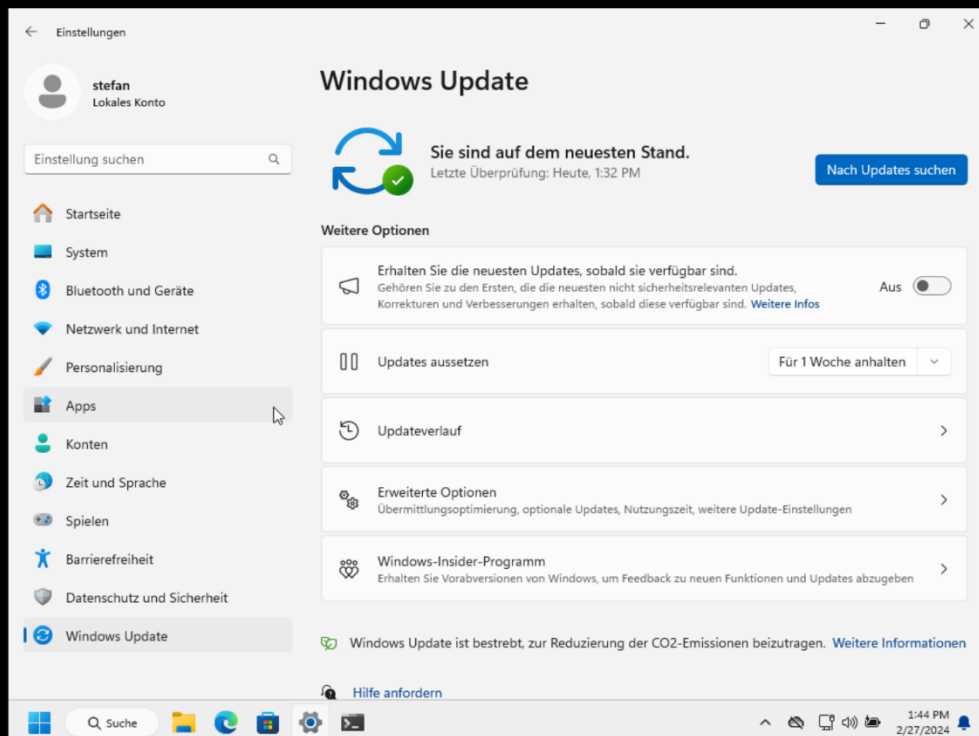 Einstellungen
stefan
Lokales Konto
Einstellung suchen
Startseite
System
Bluetooth und Geräte
Netzwerk und Internet
Personalisierung
Apps
Konten
Zeit und Sprache
Spielen
Barrierefreiheit
Datenschutz und Sicherheit
Windows Update
Windows Update
Sie sind auf dem neuesten Stand.
Letzte Überprüfung: Heute, 1:32 PM
Nach Updates suchen
Weitere Optionen
Erhalten Sie die neuesten Updates, sobald sie verfügbar sind.
Gehören Sie zu den Ersten, die die neuesten nicht sicherheitsrelevanten Updates,
Korrekturen und Verbesserungen erhalten, sobald diese verfügbar sind. Weitere Infos
Aus
Updates aussetzen
Für 1 Woche anhalten
Updateverlauf
Erweiterte Optionen
Übermittlungsoptimierung, optionale Updates, Nutzungszeit, weitere Update-Einstellungen
Windows-Insider-Programm
Erhalten Sie Vorabversionen von Windows, um Feedback zu neuen Funktionen und Updates abzugeben
Windows Update ist bestrebt, zur Reduzierung der CO2-Emissionen beizutragen. Weitere Informationen
Hilfe anfordern
Suche
1:44 PM
2/27/2024